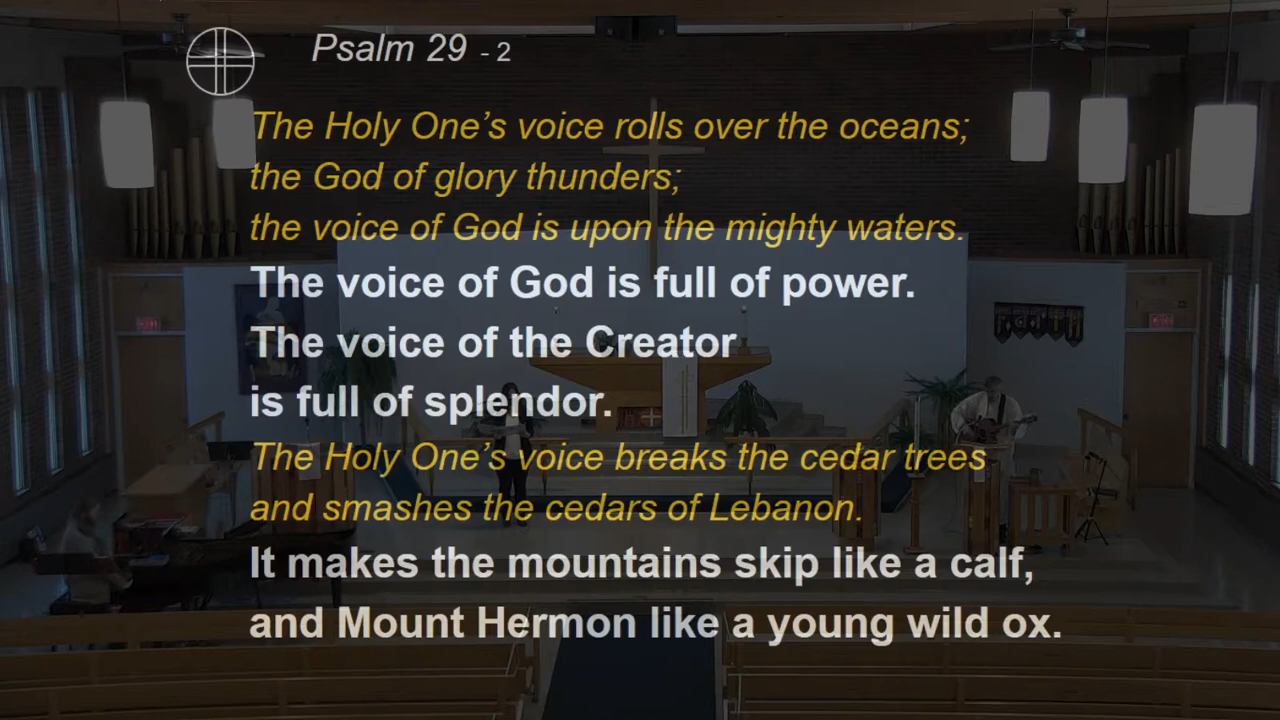 Psalm 29 - 2
The Holy One's voice rolls over the oceans;
the God of glory thunders;
the voice of God is upon the mighty waters.
The voice of God is full of power.
The voice of the Creator
is full of splendor.
The Holy One's voice breaks the cedar trees
and smashes the cedars of Lebanon.
It makes the mountains skip like a calf,
and Mount Hermon like a young wild ox.